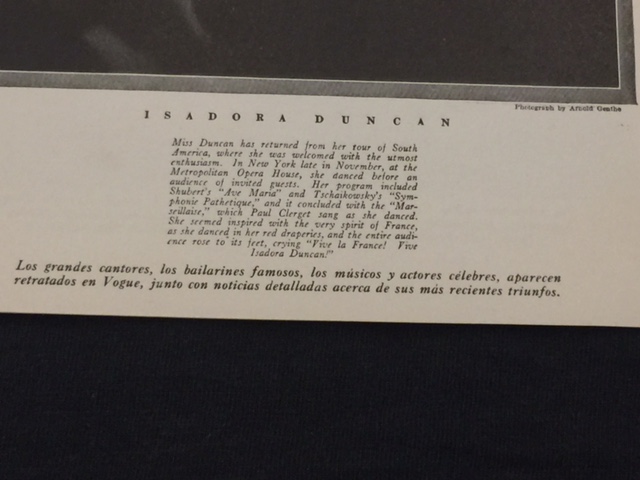 Photograph by Arnold Genthe
ISADORA DUNCAN
Miss Duncan has returned from her tour of South
America, where she was welcomed with the utmost
enthusiasm. In New York late in November, at the
Metropolitan Opera House, she danced before an
audience of invited guests. Her program included
Shubert's "Ave Maria" and Tschaikowsky's "Sym-
phonie Pathetique," and it concluded with the "Mar-
seillaise," which Paul Clerget sang as she danced.
She seemed inspired with the very spirit of France,
as she danced in her red draperies, and the entire audi-
ence rose to its feet, crying "Vive la France! Vive
Isadora Duncan!"
Los grandes cantores, los bailarines famosos, los músicos y actores célebres, aparecen
retratados en Vogue, junto con noticias detalladas acerca de sus más recientes triunfos.